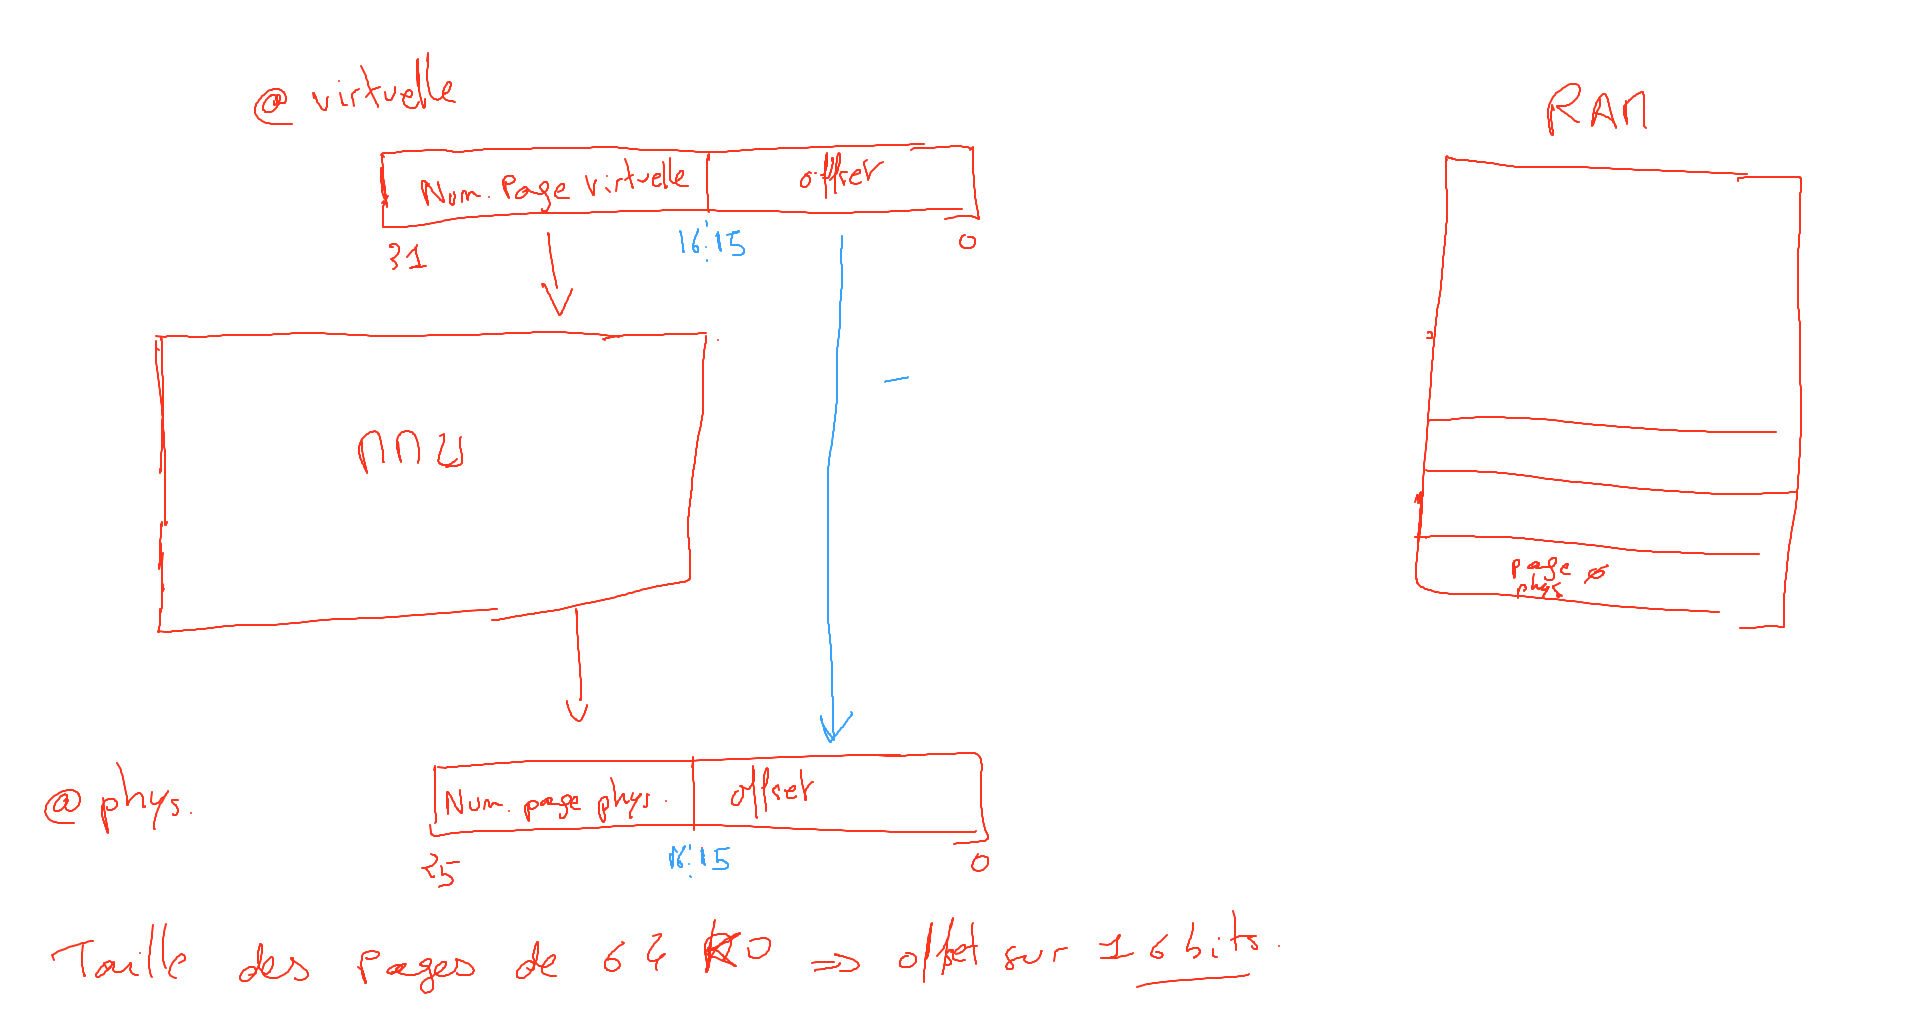 @ virtuelle
RAM
Num. Page Virtuelle
offset
31
16 15
0
MMU
page Ø
phys
@ phys.
Num. page phys.
offset
25
16 15
0
Taille des Pages de 64 KO => offset sur 16 bits.